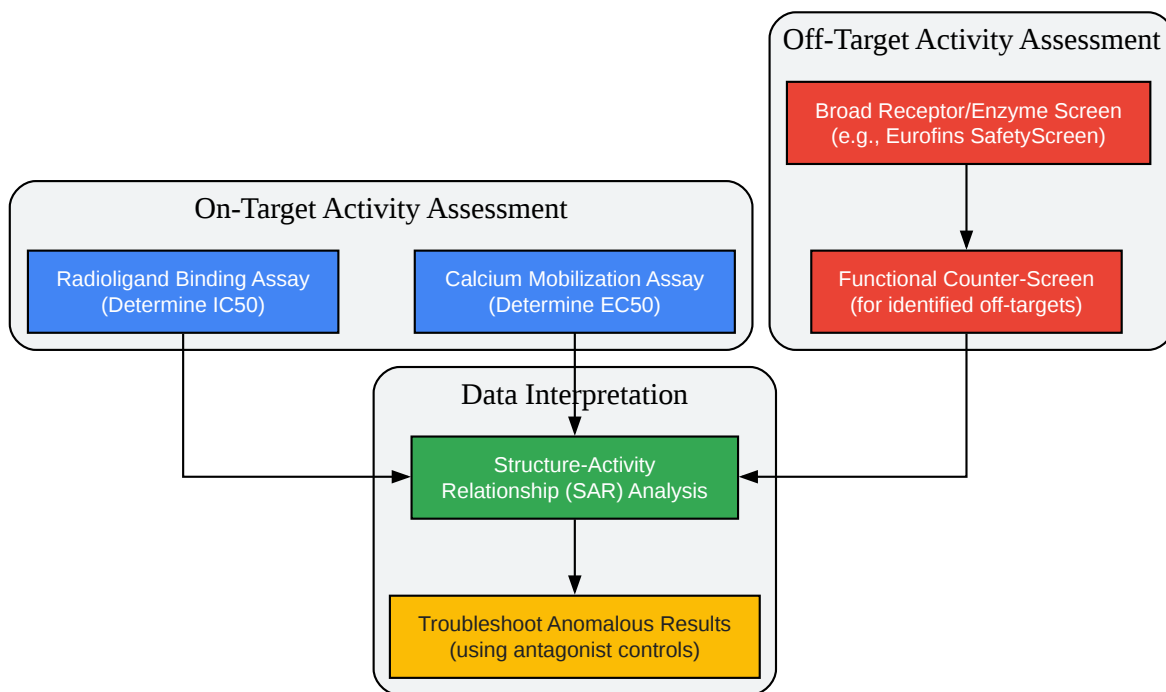 Off-Target Activity Assessment
Broad Receptor/Enzyme Screen
(e.g., Eurofins SafetyScreen)
On-Target Activity Assessment
Radioligand Binding Assay
(Determine IC50)
Calcium Mobilization Assay
(Determine EC50)
Functional Counter-Screen
(for identified off-targets)
Data Interpretation
Structure-Activity
Relationship (SAR) Analysis
Troubleshoot Anomalous Results
(using antagonist controls)